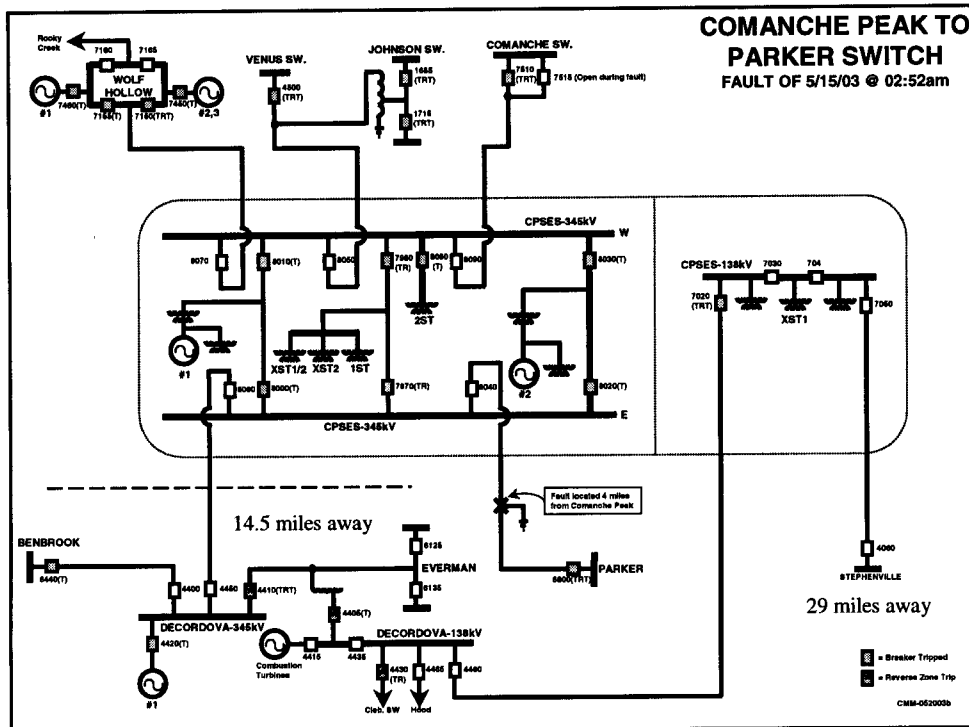 COMANCHE PEAK TO
PARKER SWITCH
FAULT OF 5/15/03 @ 02:52am
Rocky
Creek
7160
7165
WOLF
HOLLOW
#1
7460(T)
7155(T)
7150(TRT)
7450(T)
#2,3
VENUS SW.
4800
(TRT)
JOHNSON SW.
1685
(TRT)
1715
(TRT)
COMANCHE SW.
7510
(TRT)
7515 (Open during fault)
CPSES-345kV
W
8070
8010(T)
8050
7980
(TR)
8060
(T)
8090
8030(T)
2ST
XST1/2
XST2
1ST
#1
#2
8080
8000(T)
7970(TR)
8040
8020(T)
CPSES-345kV
E
CPSES-138kV
7030
704
7020
(TRT)
XST1
7050
14.5 miles away
Fault located 4 miles
from Comanche Peak
BENBROOK
6440(T)
4400
4450
4410(TRT)
6125
EVERMAN
6135
5800(TRT)
PARKER
4060
STEPHENVILLE
29 miles away
DECORDOVA-345kV
4420(T)
#1
4405(T)
DECORDOVA-138kV
Combustion
Turbines
4415
4435
4430
(TR)
4465
4460
Cleb. SW
Hood
= Breaker Tripped
= Reverse Zone Trip
CMM-052003b